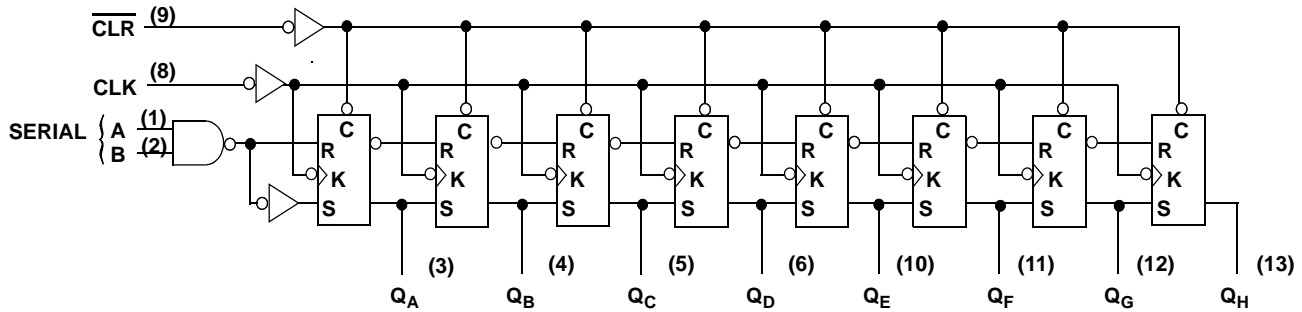 CLR (9)
CLK (8)
SERIAL { A (1)
B (2)
C C C C C C C C
R R R R R R R R
K K K K K K K K
S S S S S S S S
(3) (4) (5) (6) (10) (11) (12) (13)
QA QB QC QD QE QF QG QH